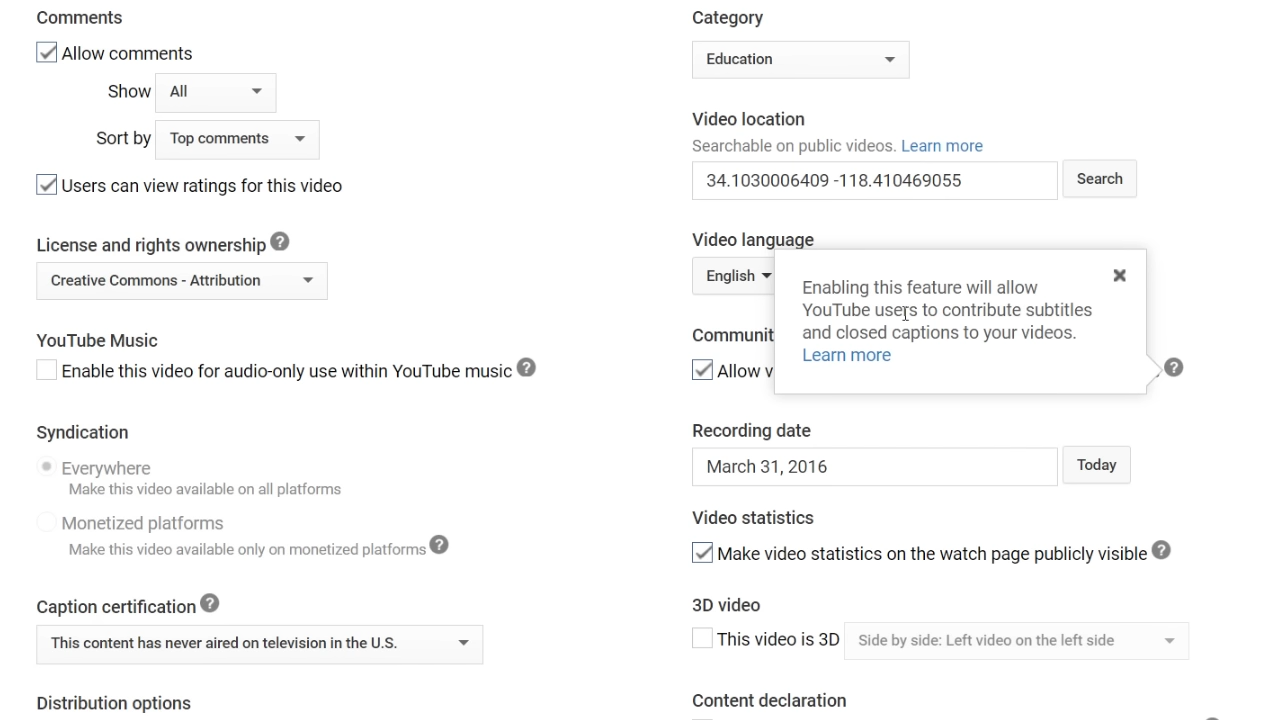 Comments
Allow comments
Show All
Sort by Top comments
Users can view ratings for this video
License and rights ownership ?
Creative Commons - Attribution
YouTube Music
Enable this video for audio-only use within YouTube music ?
Syndication
Everywhere
Make this video available on all platforms
Monetized platforms
Make this video available only on monetized platforms ?
Caption certification ?
This content has never aired on television in the U.S.
Distribution options
Category
Education
Video location
Searchable on public videos. Learn more
34.1030006409 -118.410469055 Search
Video language
English
Enabling this feature will allow
YouTube users to contribute subtitles
and closed captions to your videos.
Learn more
Communit
Allow v ?
Recording date
March 31, 2016 Today
Video statistics
Make video statistics on the watch page publicly visible ?
3D video
This video is 3D Side by side: Left video on the left side
Content declaration